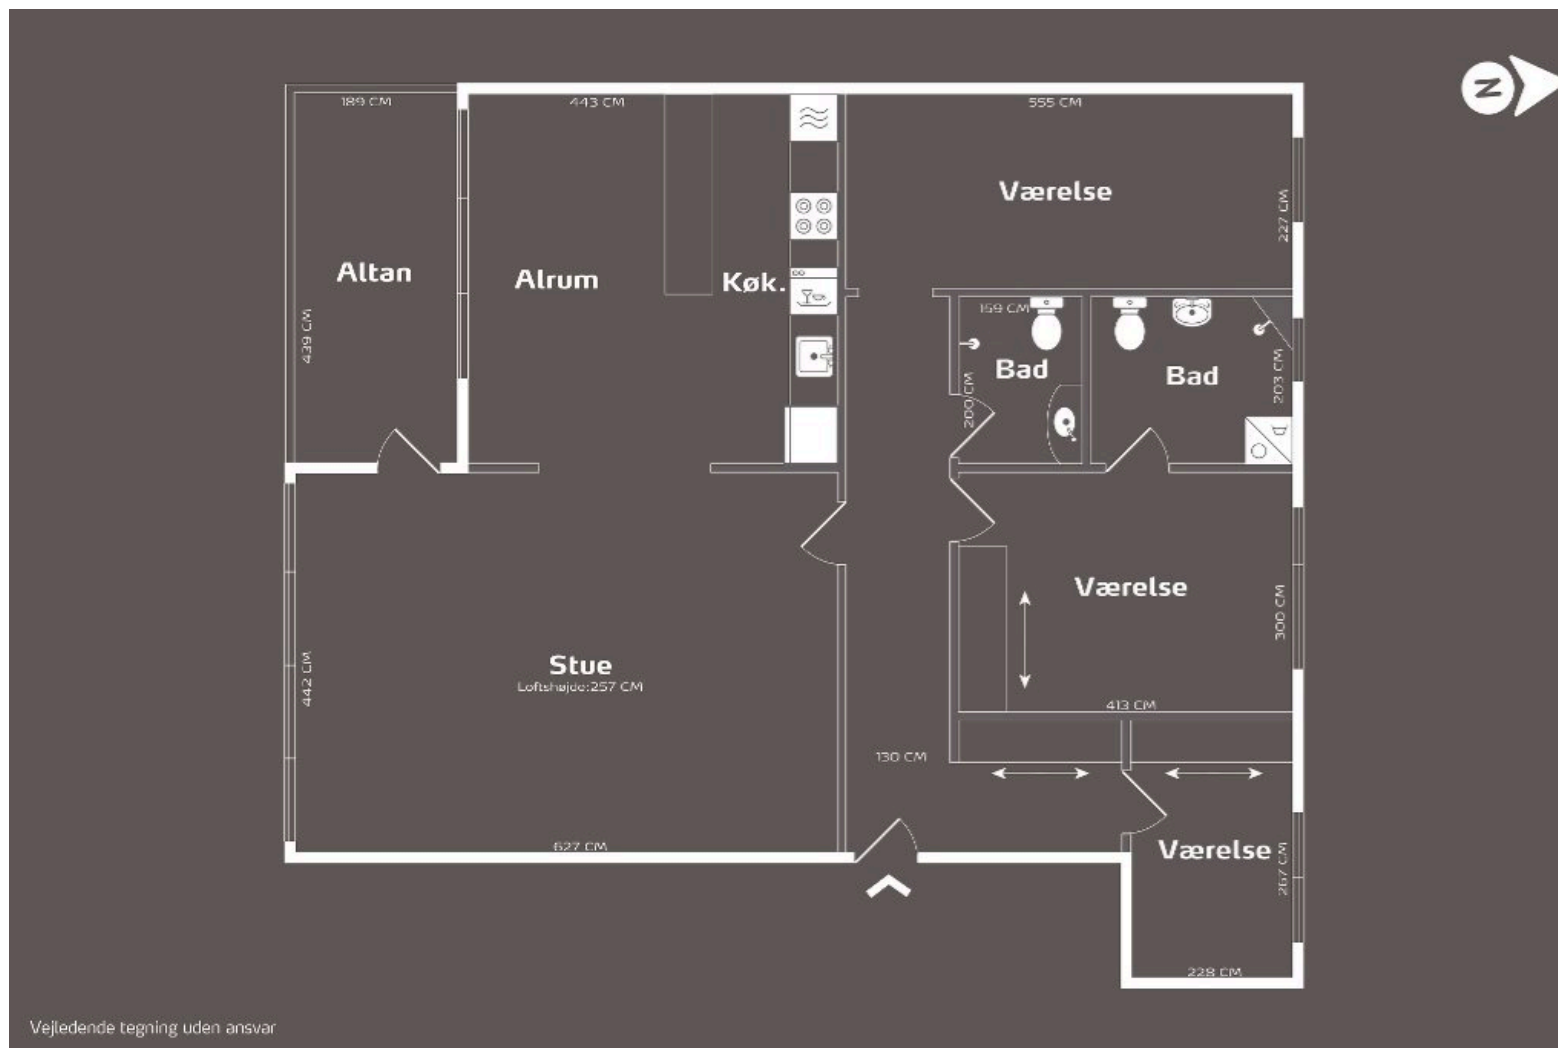 N
189 CM
443 CM
555 CM
Værelse
227 CM
Altan
Alrum
Køk.
439 CM
159 CM
Bad
200 CM
Bad
203 CM
Værelse
300 CM
413 CM
Stue
Loftshøjde:257 CM
442 CM
627 CM
130 CM
Værelse
267 CM
228 CM
Vejledende tegning uden ansvar